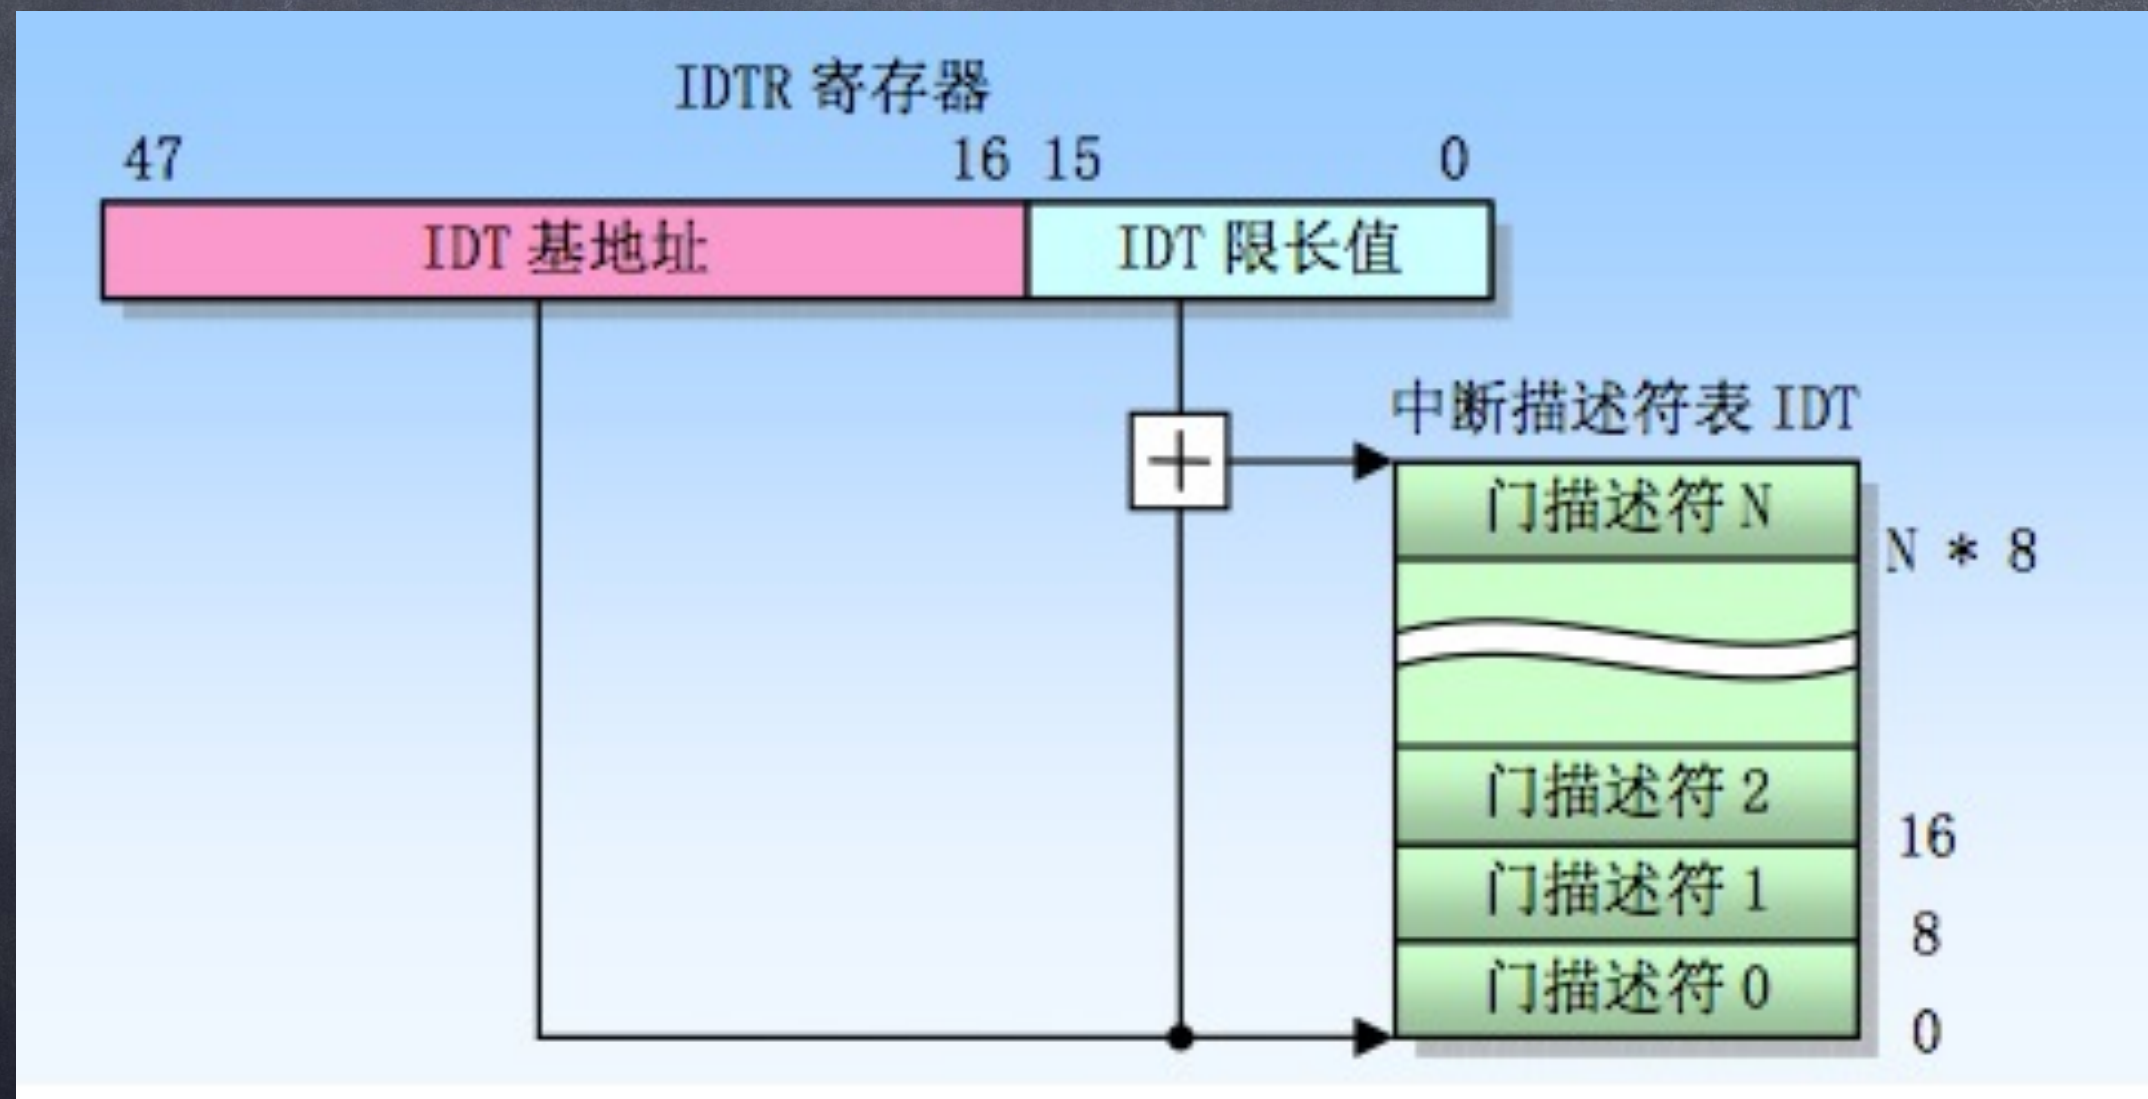 IDTR 寄存器
47 16 15 0
IDT 基地址 IDT 限长值
中断描述符表 IDT
门描述符 N
N * 8
门描述符 2
16
门描述符 1
8
门描述符 0
0